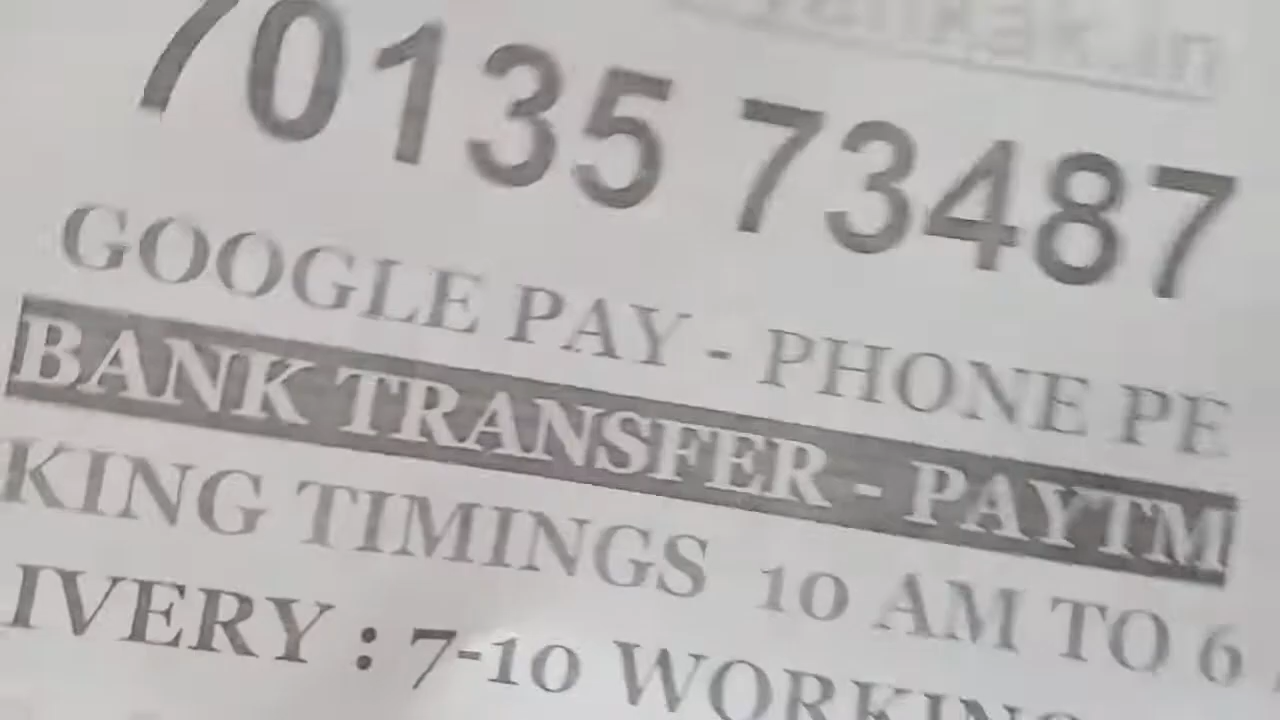 70135 73487
GOOGLE PAY - PHONE PE
BANK TRANSFER - PAYTM
KING TIMINGS 10 AM TO 6
IVERY : 7-10 WORKING